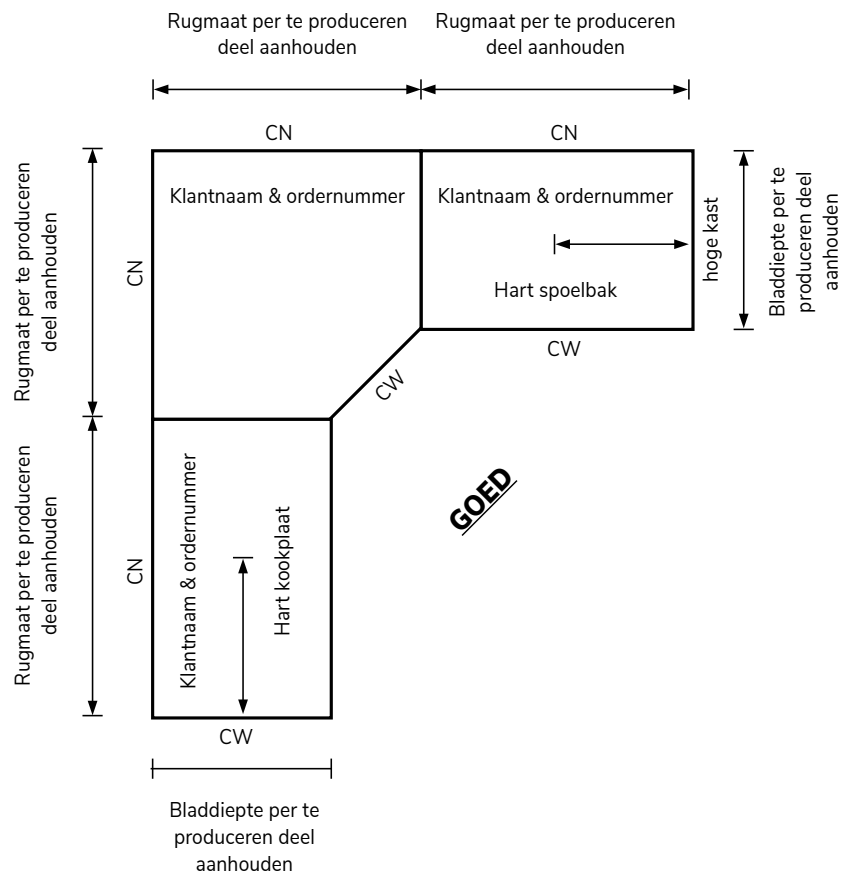 Rugmaat per te produceren
deel aanhouden
Rugmaat per te produceren
deel aanhouden
CN
CN
Rugmaat per te produceren
deel aanhouden
CN
Klantnaam & ordernummer
Klantnaam & ordernummer
Hart spoelbak
hoge kast
Bladdiepte per te
produceren deel
aanhouden
CW
CW
Rugmaat per te produceren
deel aanhouden
CN
Klantnaam & ordernummer
Hart kookplaat
GOED
CW
Bladdiepte per te
produceren deel
aanhouden